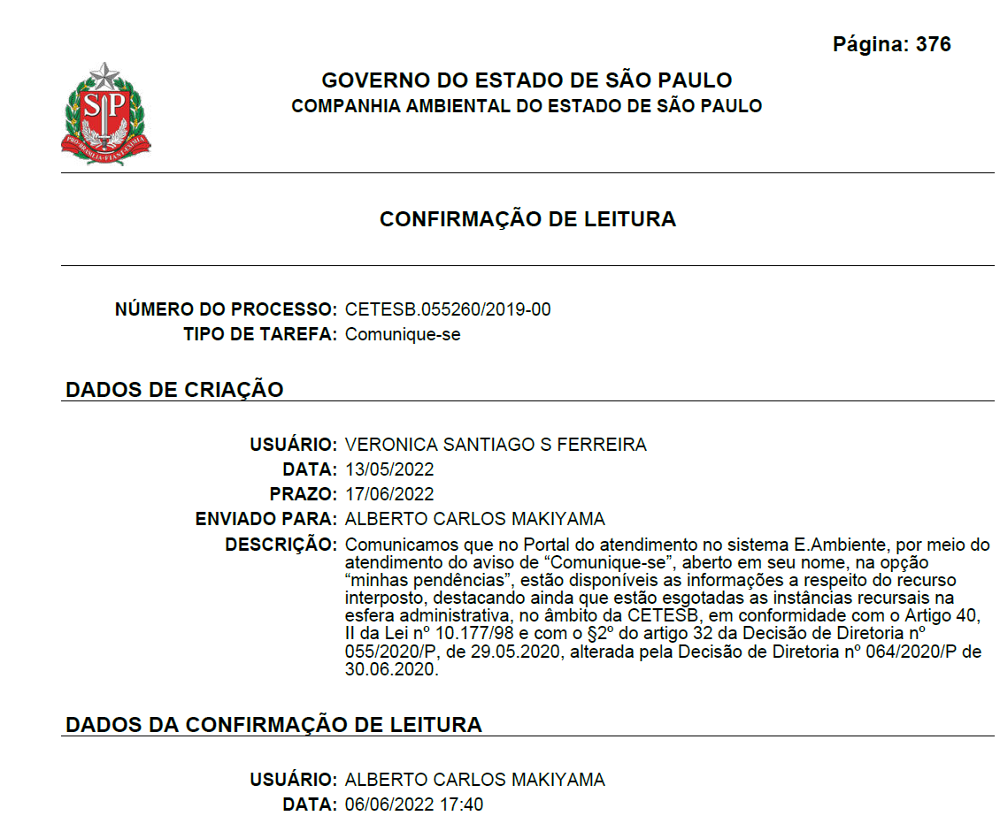 Página: 376
GOVERNO DO ESTADO DE SÃO PAULO
COMPANHIA AMBIENTAL DO ESTADO DE SÃO PAULO
SP
PRO·BRASILIA·FIANT·EXIMIA
CONFIRMAÇÃO DE LEITURA
NÚMERO DO PROCESSO: CETESB.055260/2019-00
TIPO DE TAREFA: Comunique-se
DADOS DE CRIAÇÃO
USUÁRIO: VERONICA SANTIAGO S FERREIRA
DATA: 13/05/2022
PRAZO: 17/06/2022
ENVIADO PARA: ALBERTO CARLOS MAKIYAMA
DESCRIÇÃO: Comunicamos que no Portal do atendimento no sistema E.Ambiente, por meio do
atendimento do aviso de “Comunique-se”, aberto em seu nome, na opção
“minhas pendências”, estão disponíveis as informações a respeito do recurso
interposto, destacando ainda que estão esgotadas as instâncias recursais na
esfera administrativa, no âmbito da CETESB, em conformidade com o Artigo 40,
II da Lei nº 10.177/98 e com o §2º do artigo 32 da Decisão de Diretoria nº
055/2020/P, de 29.05.2020, alterada pela Decisão de Diretoria nº 064/2020/P de
30.06.2020.
DADOS DA CONFIRMAÇÃO DE LEITURA
USUÁRIO: ALBERTO CARLOS MAKIYAMA
DATA: 06/06/2022 17:40